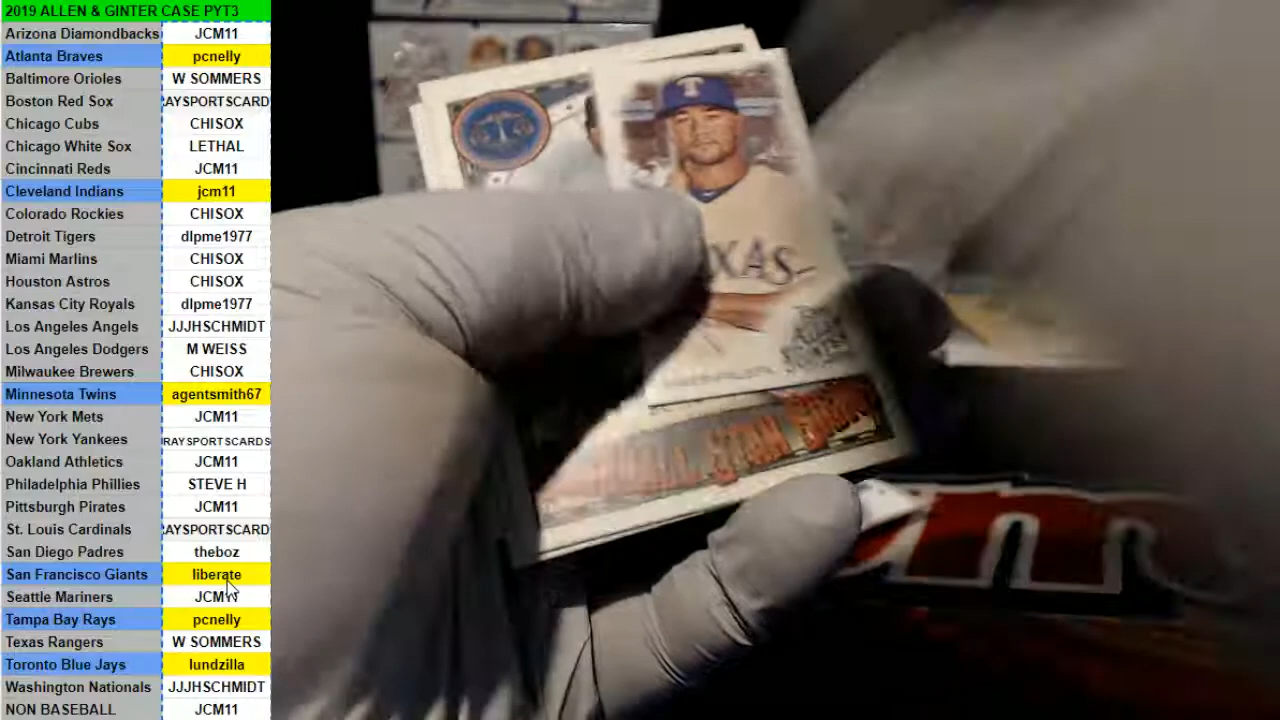 2019 ALLEN & GINTER CASE PYT3
Arizona Diamondbacks JCM11
Atlanta Braves pcnelly
Baltimore Orioles W SOMMERS
Boston Red Sox RAYSPORTSCARD
Chicago Cubs CHISOX
Chicago White Sox LETHAL
Cincinnati Reds JCM11
Cleveland Indians jcm11
Colorado Rockies CHISOX
Detroit Tigers dlpme1977
Miami Marlins CHISOX
Houston Astros CHISOX
Kansas City Royals dlpme1977
Los Angeles Angels JJJHSCHMIDT
Los Angeles Dodgers M WEISS
Milwaukee Brewers CHISOX
Minnesota Twins agentsmith67
New York Mets JCM11
New York Yankees RAYSPORTSCARDS
Oakland Athletics JCM11
Philadelphia Phillies STEVE H
Pittsburgh Pirates JCM11
St. Louis Cardinals RAYSPORTSCARD
San Diego Padres theboz
San Francisco Giants liberate
Seattle Mariners JCM11
Tampa Bay Rays pcnelly
Texas Rangers W SOMMERS
Toronto Blue Jays lundzilla
Washington Nationals JJJHSCHMIDT
NON BASEBALL JCM11
T
XAS